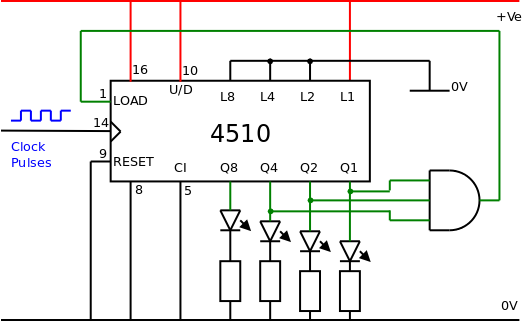 +Ve
16
10
U/D
L8 L4 L2 L1
0V
1
LOAD
14
4510
Clock
Pulses
9
RESET
CI Q8 Q4 Q2 Q1
8
5
0V